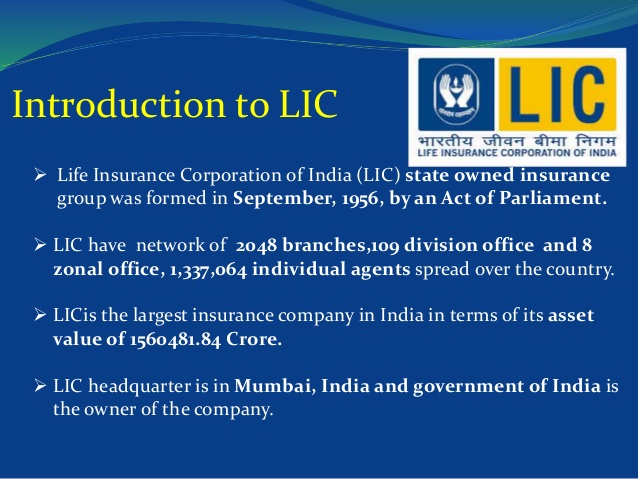 LIC
भारतीय जीवन बीमा निगम
LIFE INSURANCE CORPORATION OF INDIA
Introduction to LIC
➢ Life Insurance Corporation of India (LIC) state owned insurance
group was formed in September, 1956, by an Act of Parliament.
➢ LIC have network of 2048 branches,109 division office and 8
zonal office, 1,337,064 individual agents spread over the country.
➢ LICis the largest insurance company in India in terms of its asset
value of 1560481.84 Crore.
➢ LIC headquarter is in Mumbai, India and government of India is
the owner of the company.